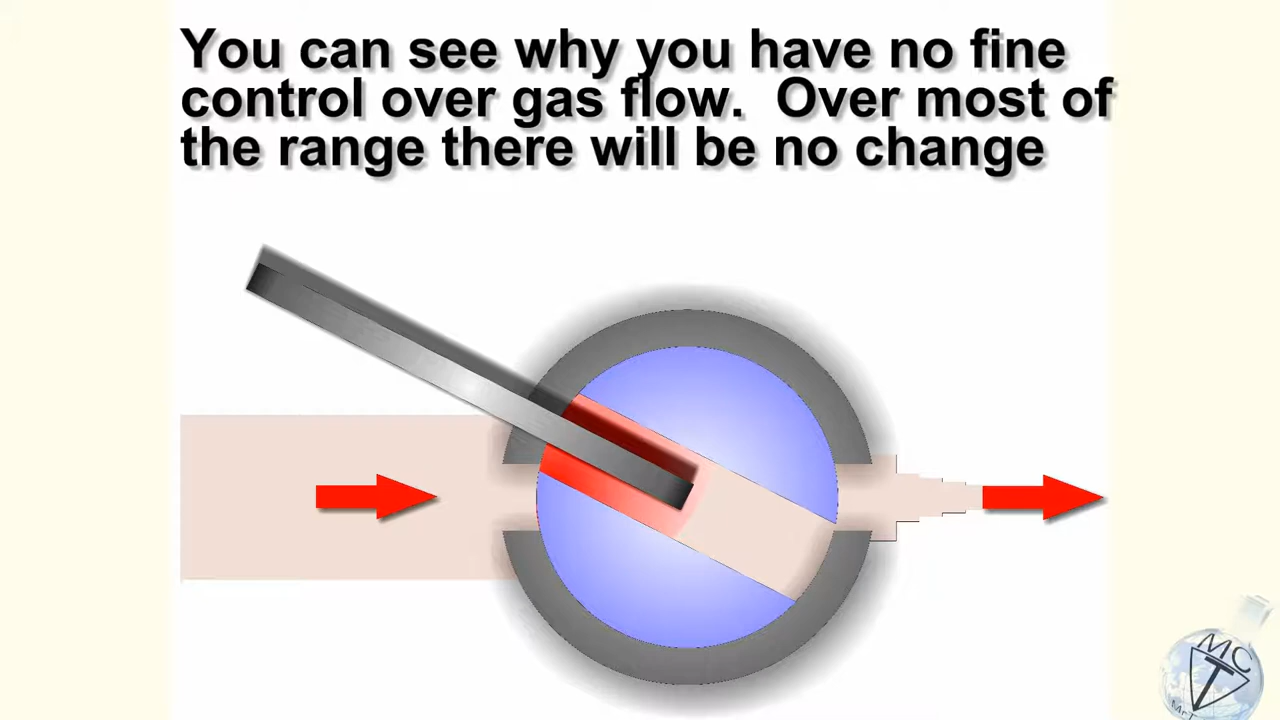 You can see why you have no fine
control over gas flow.  Over most of
the range there will be no change
MC
T